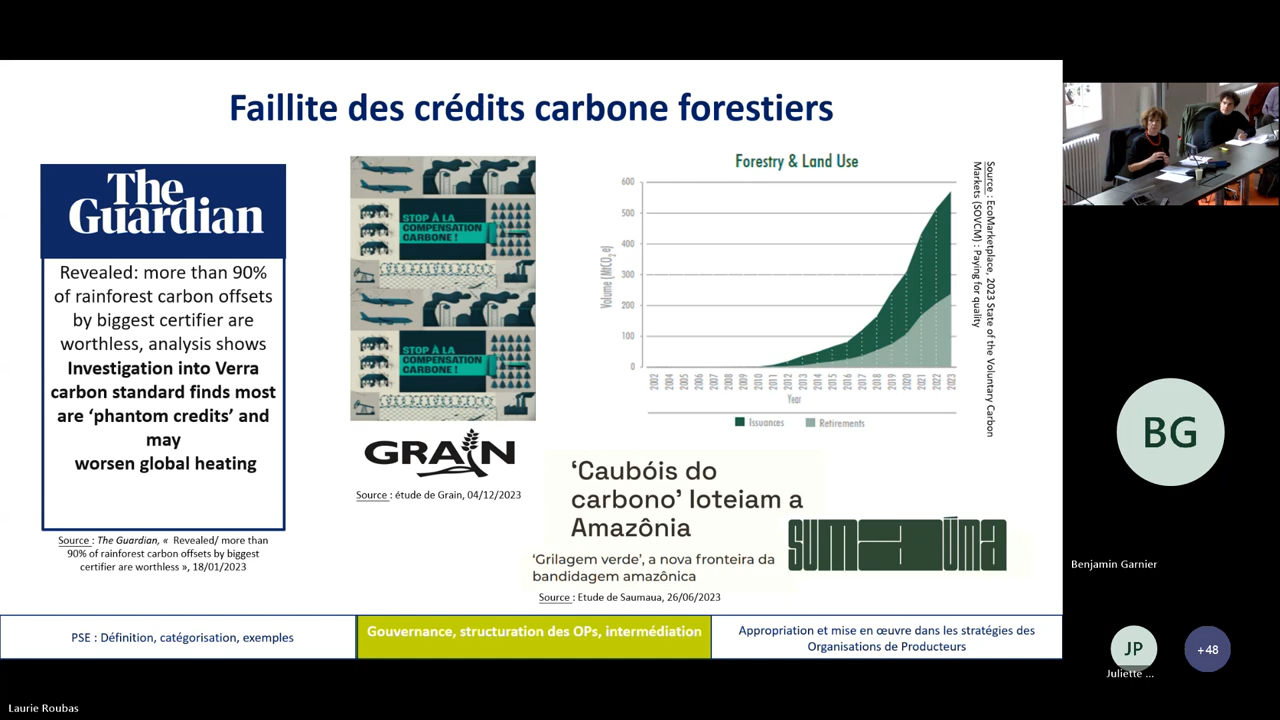 Faillite des crédits carbone forestiers
The
Guardian
Revealed: more than 90%
of rainforest carbon offsets
by biggest certifier are
worthless, analysis shows
Investigation into Verra
carbon standard finds most
are ‘phantom credits’ and
may
worsen global heating
Source : The Guardian, « Revealed/ more than
90% of rainforest carbon offsets by biggest
certifier are worthless », 18/01/2023
STOP À LA
COMPENSATION
CARBONE !
STOP À LA
COMPENSATION
CARBONE !
GRAIN
Source : étude de Grain, 04/12/2023
Forestry & Land Use
Volume (MtCO2e)
600
500
400
300
200
100
0
2002 2004 2005 2006 2007 2008 2009 2010 2011 2012 2013 2014 2015 2016 2017 2018 2019 2020 2021 2022 2023
Year
Issuances Retirements
Source : EcoMarketplace, 2023 State of the Voluntary Carbon
Markets (SOVCM) : Paying for quality
‘Caubóis do
carbono’ loteiam a
Amazônia
sumaúma
‘Grilagem verde’, a nova fronteira da
bandidagem amazônica
Source : Etude de Saumaua, 26/06/2023
PSE : Définition, catégorisation, exemples
Gouvernance, structuration des OPs, intermédiation
Appropriation et mise en œuvre dans les stratégies des
Organisations de Producteurs
BG
Benjamin Garnier
JP
+48
Juliette ...
Laurie Roubas